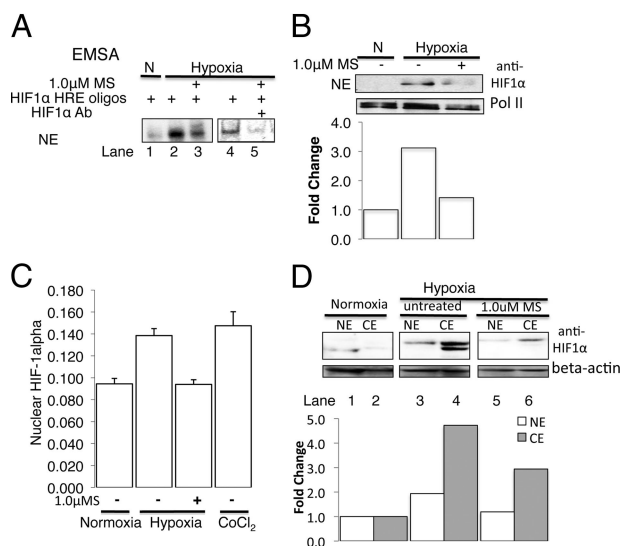 A
EMSA
N Hypoxia
1.0μM MS + +
HIF1α HRE oligos + + + + +
HIF1α Ab +
NE
Lane 1 2 3 4 5
B
N Hypoxia
1.0μM MS - - + anti-
NE HIF1α
Pol II
Fold Change
4.0
3.0
2.0
1.0
0.0
C
Nuclear HIF-1alpha
0.180
0.160
0.140
0.120
0.100
0.080
0.060
0.040
0.020
0.000
1.0μMS - - + -
Normoxia Hypoxia CoCl2
D
Hypoxia
Normoxia untreated 1.0uM MS
NE CE NE CE NE CE anti-
HIF1α
beta-actin
Lane 1 2 3 4 5 6
Fold Change
5.0
4.0
3.0
2.0
1.0
0.0
NE
CE